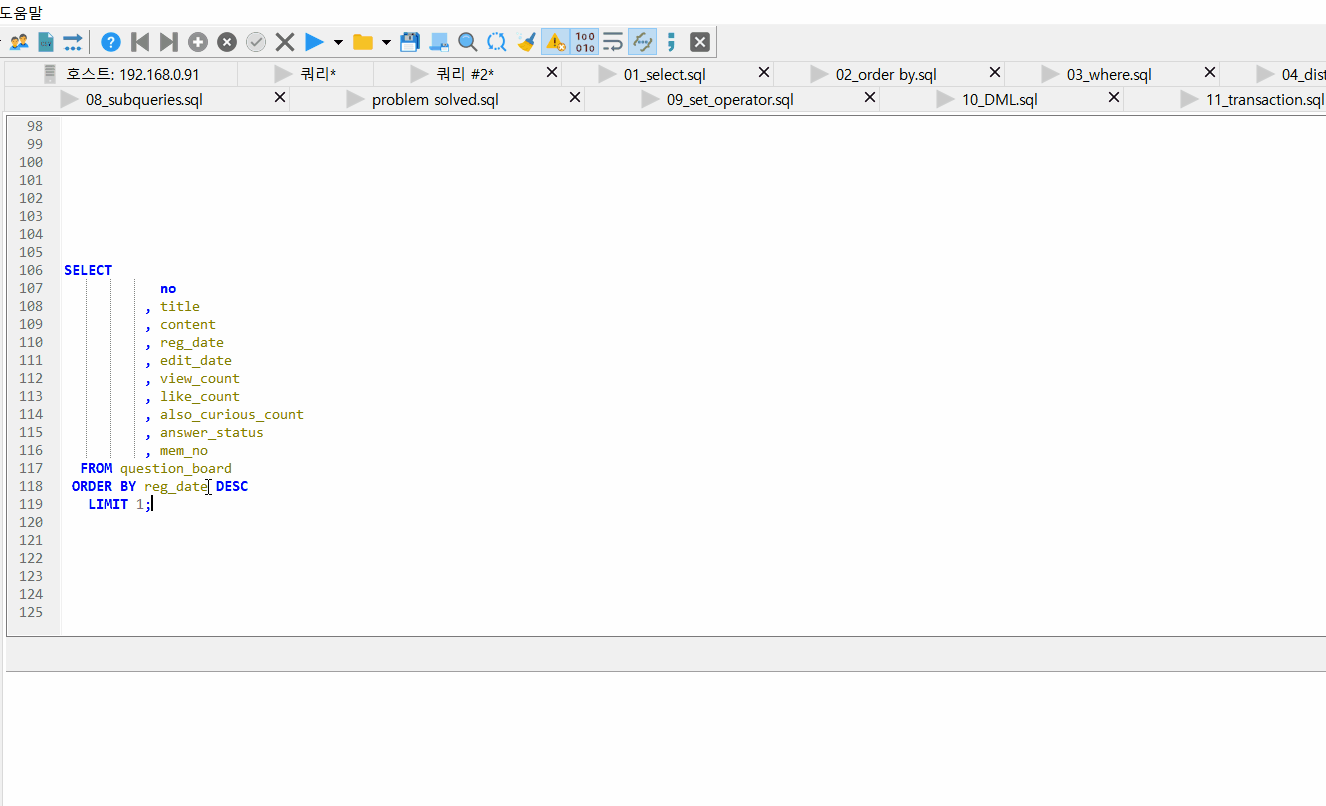 도움말
호스트: 192.168.0.91 쿼리* 쿼리 #2* 01_select.sql 02_order by.sql 03_where.sql 04_dist
08_subqueries.sql problem solved.sql 09_set_operator.sql 10_DML.sql 11_transaction.sql
98
99
100
101
102
103
104
105
106 SELECT
107 no
108 , title
109 , content
110 , reg_date
111 , edit_date
112 , view_count
113 , like_count
114 , also_curious_count
115 , answer_status
116 , mem_no
117 FROM question_board
118 ORDER BY reg_date DESC
119 LIMIT 1;
120
121
122
123
124
125